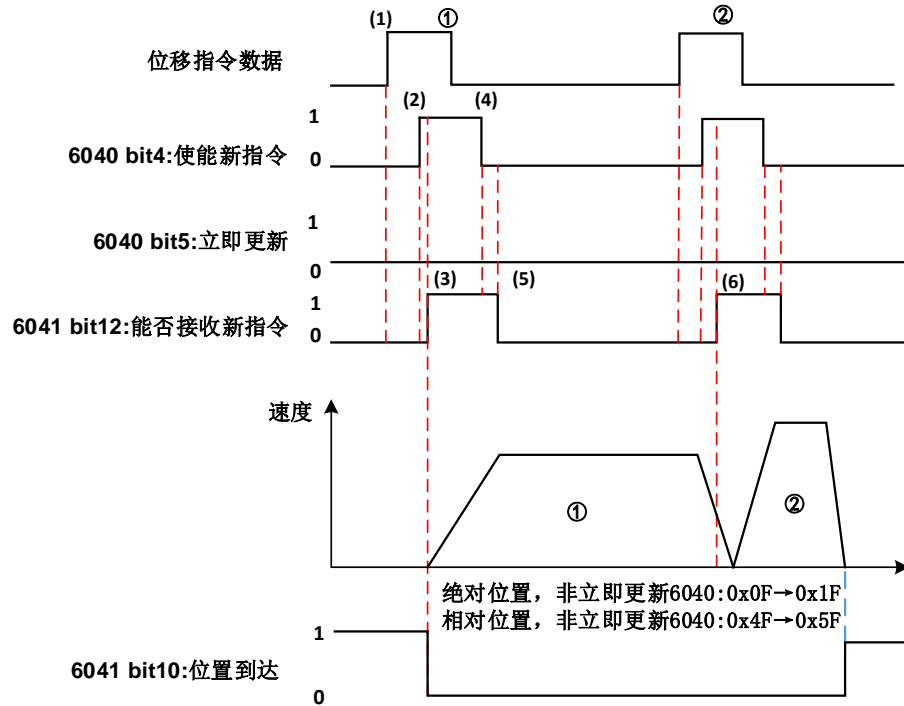 (1) ① ②
位移指令数据
(2) (4)
1
6040 bit4:使能新指令 0
1
6040 bit5:立即更新
0
(3) (5) (6)
1
6041 bit12:能否接收新指令 0
速度
① ②
绝对位置，非立即更新6040:0x0F→0x1F
相对位置，非立即更新6040:0x4F→0x5F
1
6041 bit10:位置到达
0